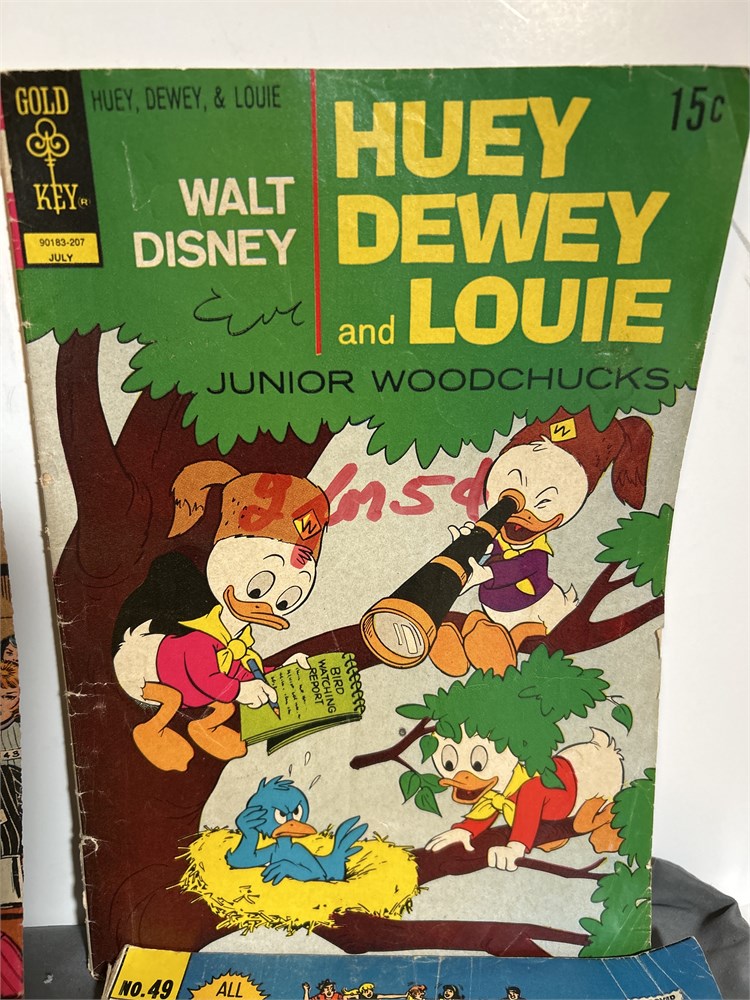 GOLD
KEY®
90183-207
JULY
HUEY, DEWEY, & LOUIE
WALT
DISNEY
HUEY
DEWEY
and LOUIE
15¢
JUNIOR WOODCHUCKS
W
W
BIRD
WATCHING
REPORT
43
NO. 49
ALL